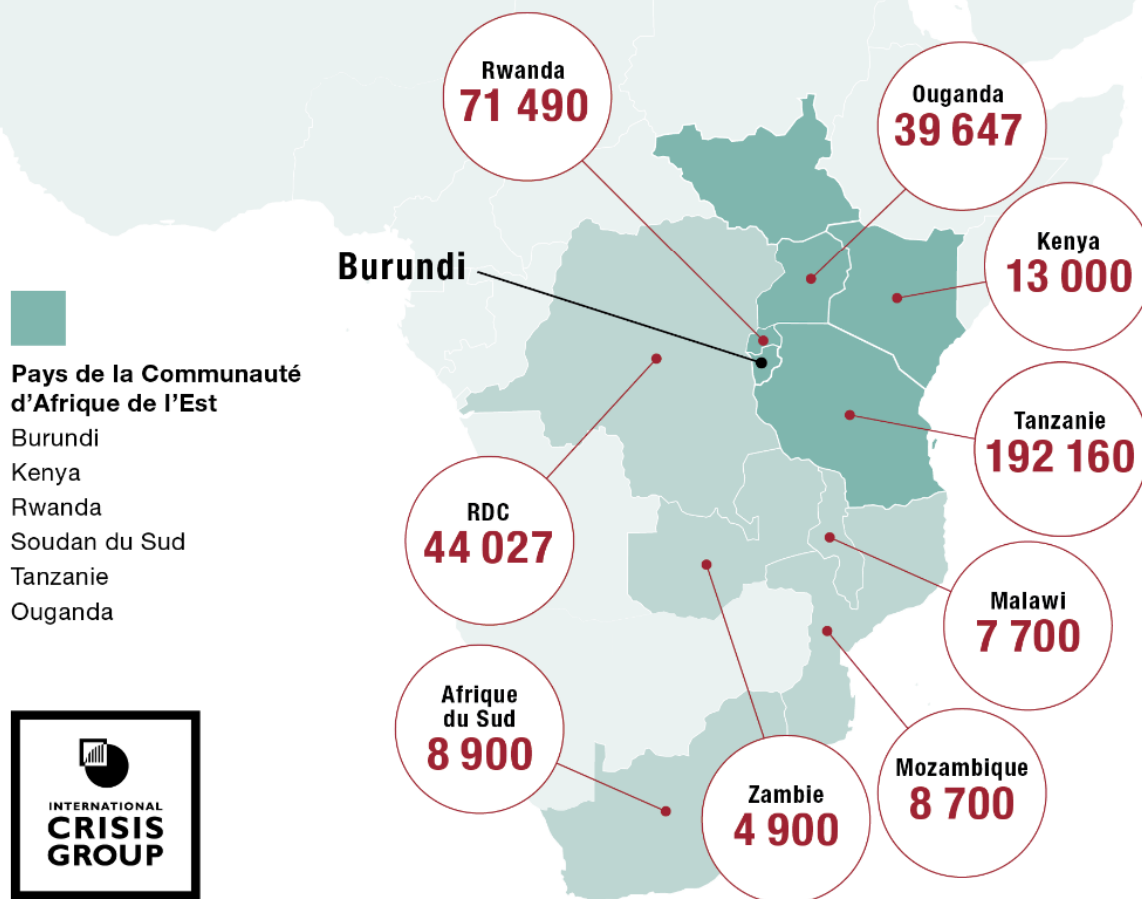 Rwanda
71 490
Ouganda
39 647
Burundi
Kenya
13 000
Pays de la Communauté
d’Afrique de l’Est
Burundi
Kenya
Rwanda
Soudan du Sud
Tanzanie
Ouganda
Tanzanie
192 160
RDC
44 027
Malawi
7 700
Afrique
du Sud
8 900
Zambie
4 900
Mozambique
8 700
INTERNATIONAL
CRISIS
GROUP